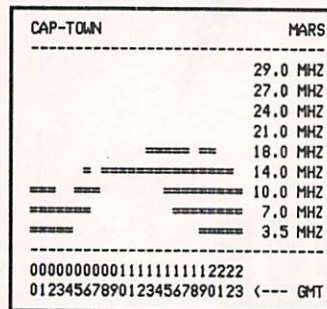 CAP-TOWN MARS
--------------------------------
29.0 MHZ
27.0 MHZ
24.0 MHZ
21.0 MHZ
18.0 MHZ
14.0 MHZ
10.0 MHZ
7.0 MHZ
3.5 MHZ
--------------------------------
000000000011111111112222
012345678901234567890123 <--- GMT